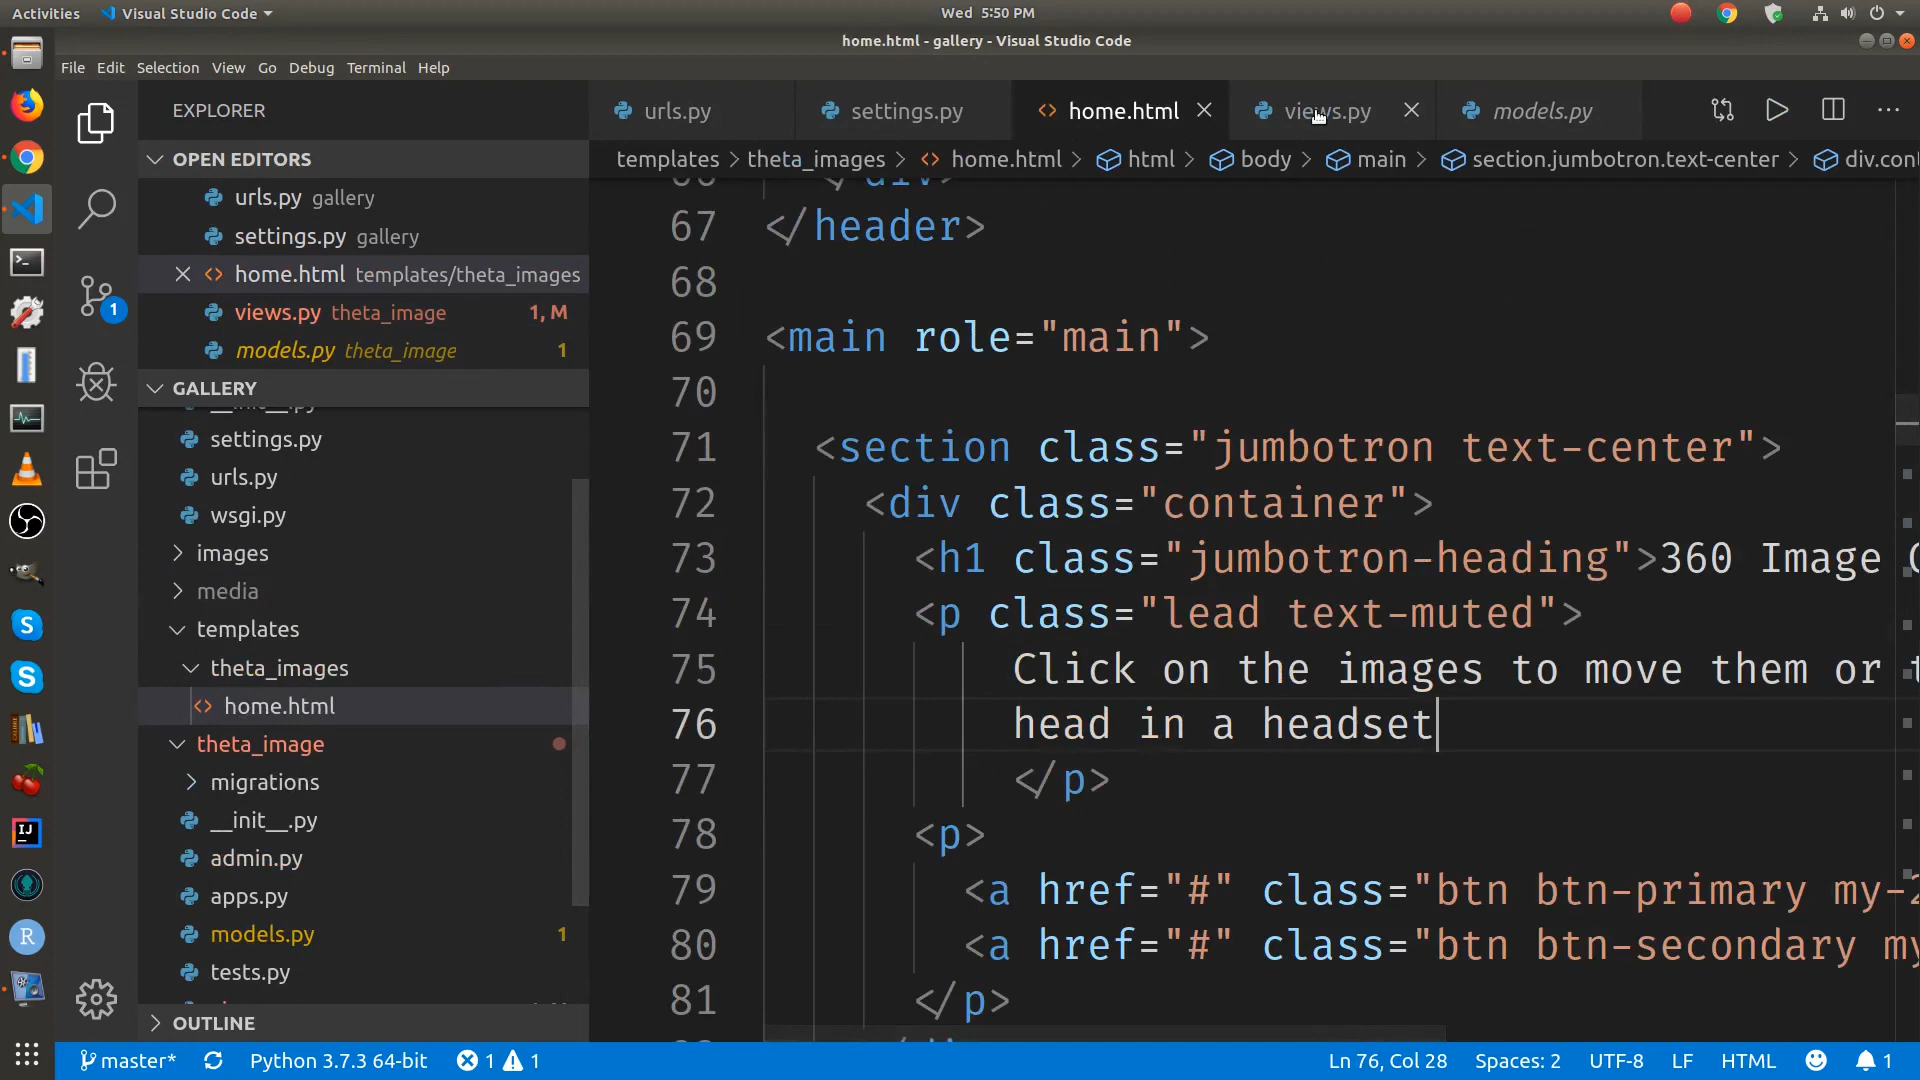 Activities
Visual Studio Code
Wed 5:50 PM
home.html - gallery - Visual Studio Code
File Edit Selection View Go Debug Terminal Help
EXPLORER
urls.py
settings.py
home.html
views.py
models.py
templates > theta_images > home.html > html > body > main > section.jumbotron.text-center > div.con
OPEN EDITORS
urls.py gallery
settings.py gallery
home.html templates/theta_images
views.py theta_image 1, M
models.py theta_image 1
GALLERY
__init__.py
settings.py
urls.py
wsgi.py
images
media
templates
theta_images
home.html
theta_image
migrations
__init__.py
admin.py
apps.py
models.py 1
tests.py
OUTLINE
1
66 </div>
67 </header>
68
69 <main role="main">
70
71 <section class="jumbotron text-center">
72 <div class="container">
73 <h1 class="jumbotron-heading">360 Image
74 <p class="lead text-muted">
75 Click on the images to move them or
76 head in a headset
77 </p>
78 <p>
79 <a href="#" class="btn btn-primary my-2
80 <a href="#" class="btn btn-secondary my
81 </p>
S
S
IJ
R
master*
Python 3.7.3 64-bit
1
1
Ln 76, Col 28
Spaces: 2
UTF-8
LF
HTML
1